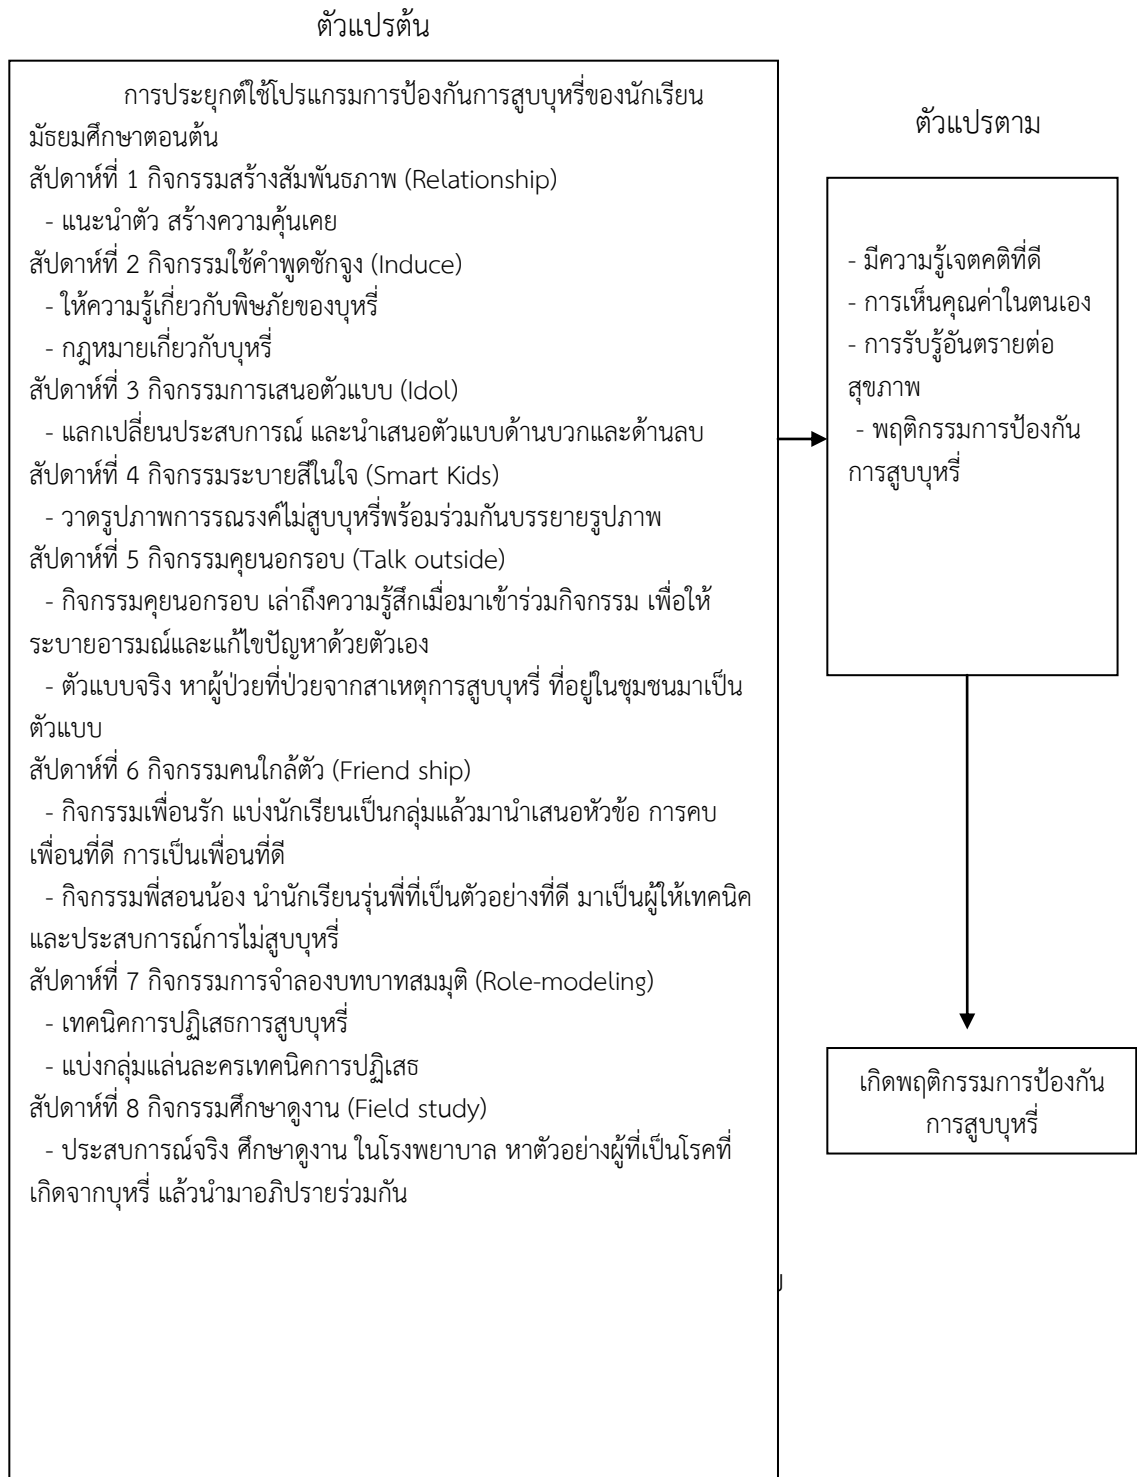 ตัวแปรต้น
การประยุกต์ใช้โปรแกรมการป้องกันการสูบบุหรี่ของนักเรียน
มัธยมศึกษาตอนต้น
สัปดาห์ที่ 1 กิจกรรมสร้างสัมพันธภาพ (Relationship)
- แนะนำตัว สร้างความคุ้นเคย
สัปดาห์ที่ 2 กิจกรรมใช้คำพูดชักจูง (Induce)
- ให้ความรู้เกี่ยวกับพิษภัยของบุหรี่
- กฎหมายเกี่ยวกับบุหรี่
สัปดาห์ที่ 3 กิจกรรมการเสนอตัวแบบ (Idol)
- แลกเปลี่ยนประสบการณ์ และนำเสนอตัวแบบด้านบวกและด้านลบ
สัปดาห์ที่ 4 กิจกรรมระบายสีในใจ (Smart Kids)
- วาดรูปภาพการรณรงค์ไม่สูบบุหรี่พร้อมร่วมกันบรรยายรูปภาพ
สัปดาห์ที่ 5 กิจกรรมคุยนอกรอบ (Talk outside)
- กิจกรรมคุยนอกรอบ เล่าถึงความรู้สึกเมื่อมาเข้าร่วมกิจกรรม เพื่อให้
ระบายอารมณ์และแก้ไขปัญหาด้วยตัวเอง
- ตัวแบบจริง หาผู้ป่วยที่ป่วยจากสาเหตุการสูบบุหรี่ ที่อยู่ในชุมชนมาเป็น
ตัวแบบ
สัปดาห์ที่ 6 กิจกรรมคนใกล้ตัว (Friend ship)
- กิจกรรมเพื่อนรัก แบ่งนักเรียนเป็นกลุ่มแล้วมานำเสนอหัวข้อ การคบ
เพื่อนที่ดี การเป็นเพื่อนที่ดี
- กิจกรรมพี่สอนน้อง นำนักเรียนรุ่นพี่ที่เป็นตัวอย่างที่ดี มาเป็นผู้ให้เทคนิค
และประสบการณ์การไม่สูบบุหรี่
สัปดาห์ที่ 7 กิจกรรมการจำลองบทบาทสมมุติ (Role-modeling)
- เทคนิคการปฏิเสธการสูบบุหรี่
- แบ่งกลุ่มแล่นละครเทคนิคการปฏิเสธ
สัปดาห์ที่ 8 กิจกรรมศึกษาดูงาน (Field study)
- ประสบการณ์จริง ศึกษาดูงาน ในโรงพยาบาล หาตัวอย่างผู้ที่เป็นโรคที่
เกิดจากบุหรี่ แล้วนำมาอภิปรายร่วมกัน
ตัวแปรตาม
- มีความรู้เจตคติที่ดี
- การเห็นคุณค่าในตนเอง
- การรับรู้อันตรายต่อ
สุขภาพ
- พฤติกรรมการป้องกัน
การสูบบุหรี่
เกิดพฤติกรรมการป้องกัน
การสูบบุหรี่